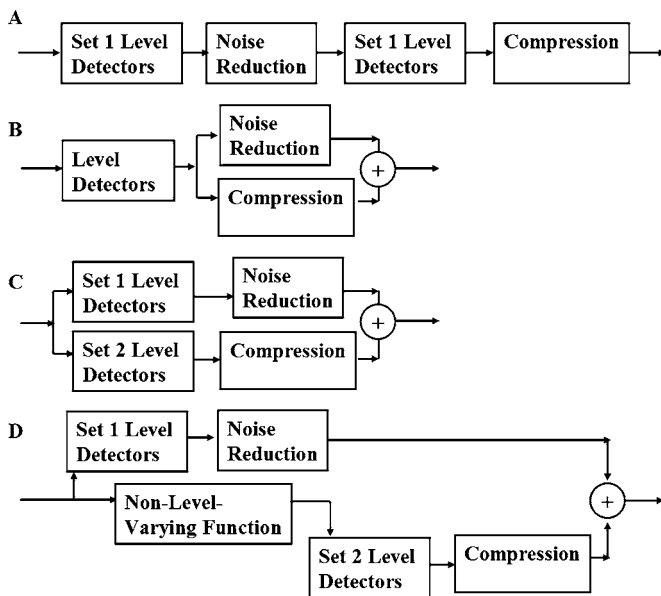 A
Set 1 Level
Detectors
Noise
Reduction
Set 1 Level
Detectors
Compression
B
Level
Detectors
Noise
Reduction
Compression
+
C
Set 1 Level
Detectors
Noise
Reduction
Set 2 Level
Detectors
Compression
+
D
Set 1 Level
Detectors
Noise
Reduction
Non-Level-
Varying Function
Set 2 Level
Detectors
Compression
+